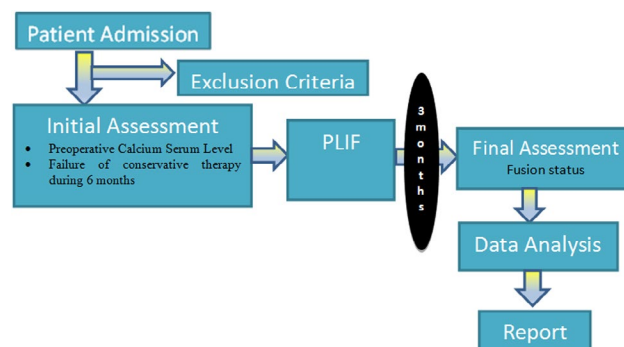 Patient Admission
Exclusion Criteria
Initial Assessment
• Preoperative Calcium Serum Level
• Failure of conservative therapy
during 6 months
PLIF
3 months
Final Assessment
Fusion status
Data Analysis
Report